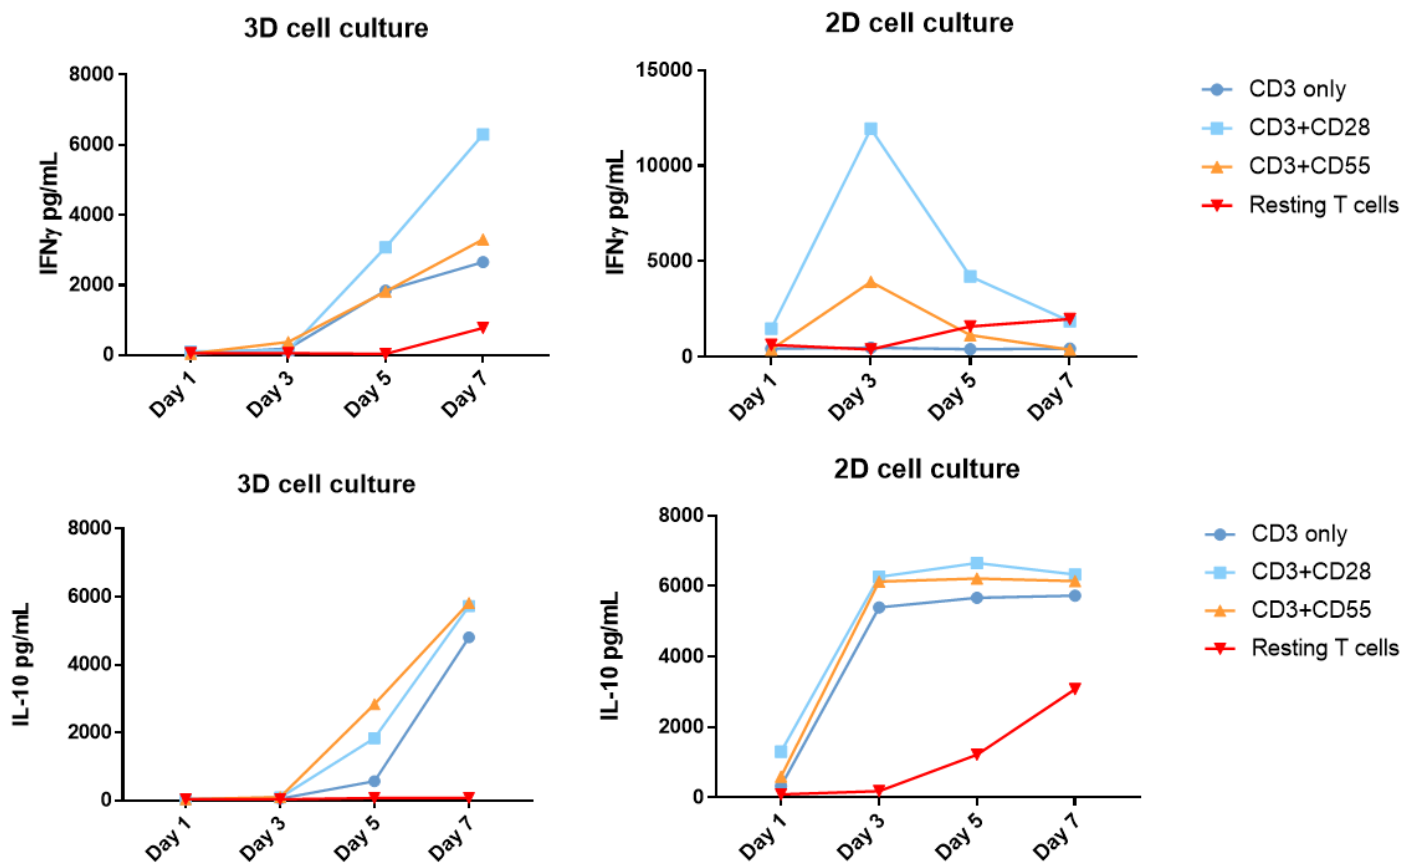 3D cell culture
8000
6000
4000
2000
0
IFNγ pg/mL
Day 1
Day 3
Day 5
Day 7
2D cell culture
15000
10000
5000
0
IFNγ pg/mL
Day 1
Day 3
Day 5
Day 7
CD3 only
CD3+CD28
CD3+CD55
Resting T cells
3D cell culture
8000
6000
4000
2000
0
IL-10 pg/mL
Day 1
Day 3
Day 5
Day 7
2D cell culture
8000
6000
4000
2000
0
IL-10 pg/mL
Day 1
Day 3
Day 5
Day 7
CD3 only
CD3+CD28
CD3+CD55
Resting T cells